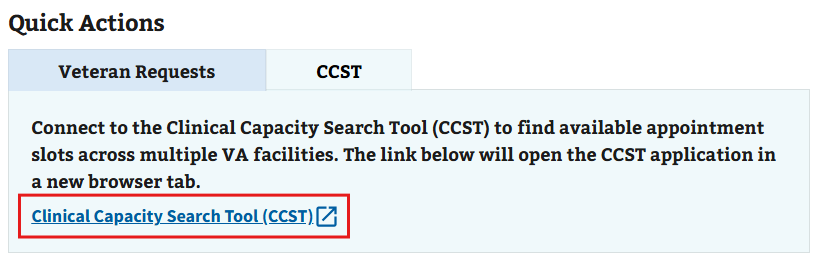 Quick Actions
Veteran Requests
CCST
Connect to the Clinical Capacity Search Tool (CCST) to find available appointment
slots across multiple VA facilities. The link below will open the CCST application in
a new browser tab.
Clinical Capacity Search Tool (CCST)